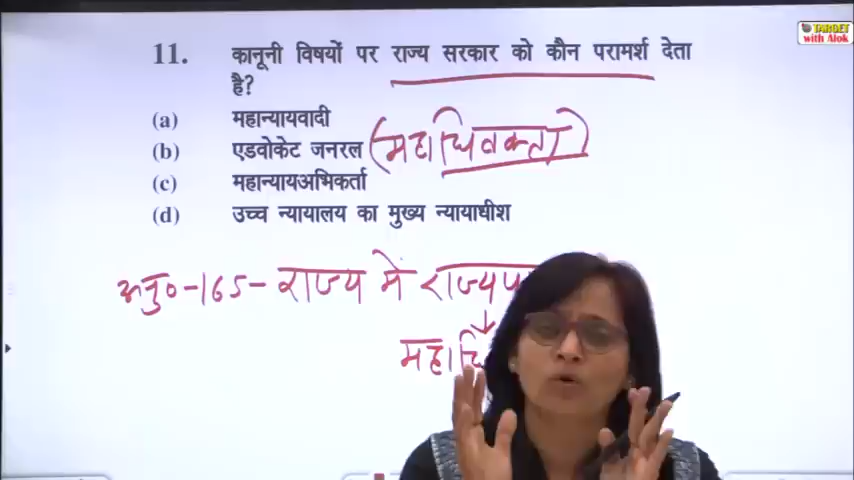 TARGET
with Alok
11. कानूनी विषयों पर राज्य सरकार को कौन परामर्श देता
है?
(a) महान्यायवादी
(b) एडवोकेट जनरल (महाधिवक्ता)
(c) महान्यायअभिकर्ता
(d) उच्च न्यायालय का मुख्य न्यायाधीश
अनु०-165- राज्य में